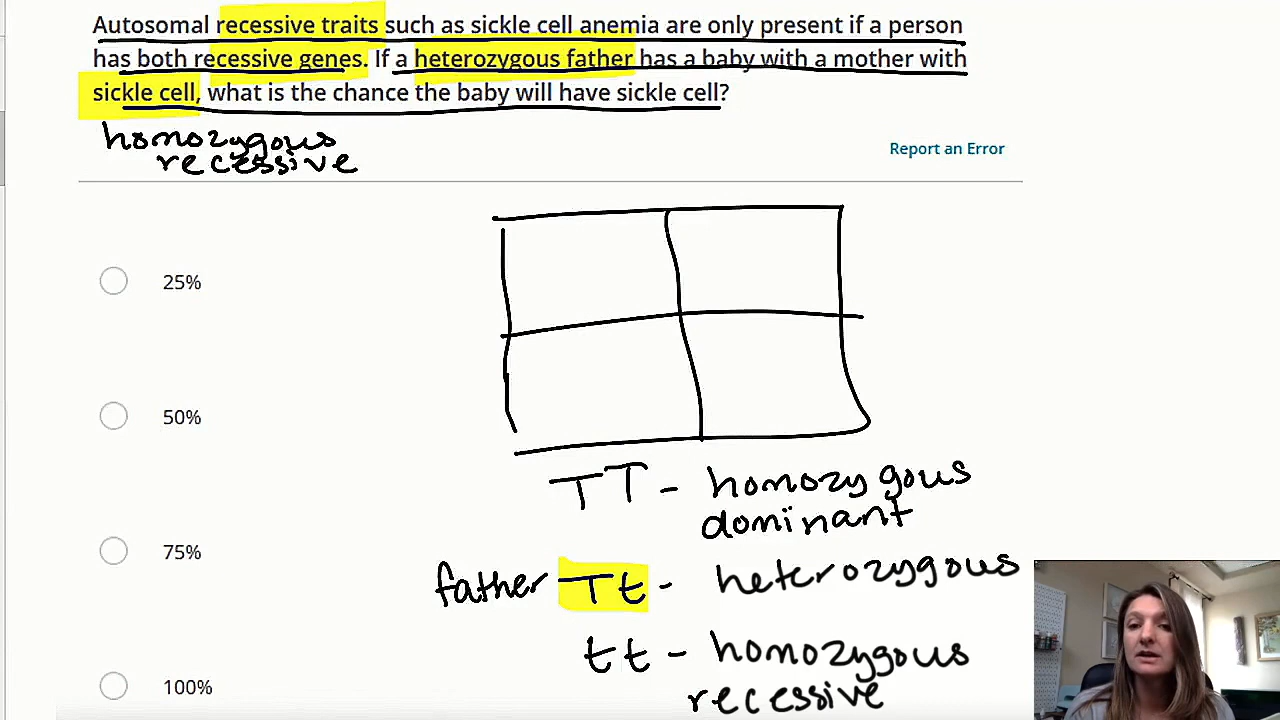 Autosomal recessive traits such as sickle cell anemia are only present if a person
has both recessive genes. If a heterozygous father has a baby with a mother with
sickle cell, what is the chance the baby will have sickle cell?
homozygous
recessive
Report an Error
25%
50%
75%
100%
TT - homozygous
dominant
father Tt - heterozygous
tt - homozygous
recessive